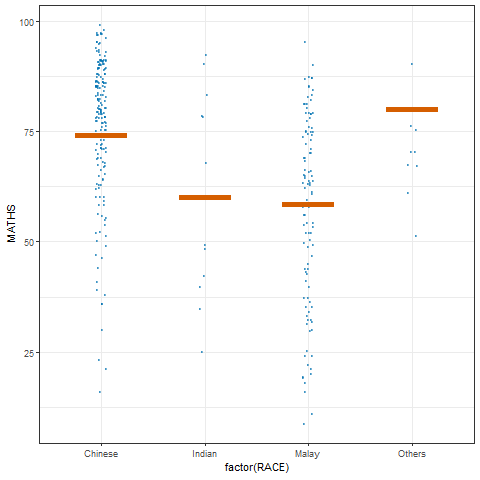 100
75
50
25
MATHS
Chinese
Indian
Malay
Others
factor(RACE)